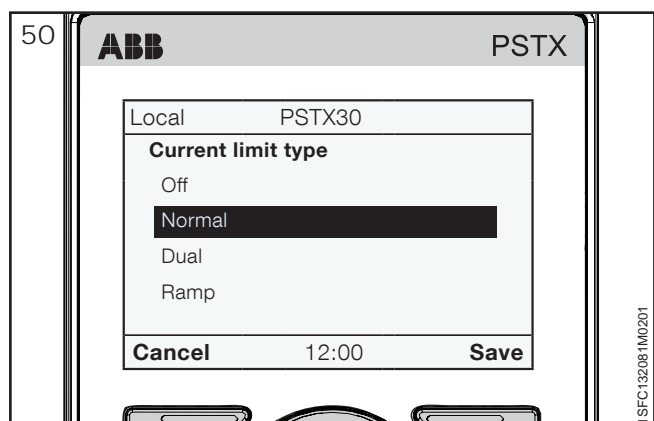 50
ABB PSTX
Local PSTX30
Current limit type
Off
Normal
Dual
Ramp
Cancel 12:00 Save
1SFC132081M0201